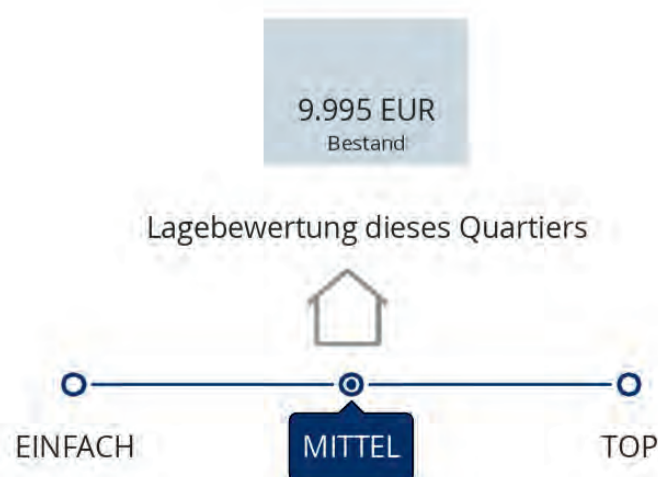 9.995 EUR
Bestand
Lagebewertung dieses Quartiers
EINFACH
MITTEL
TOP